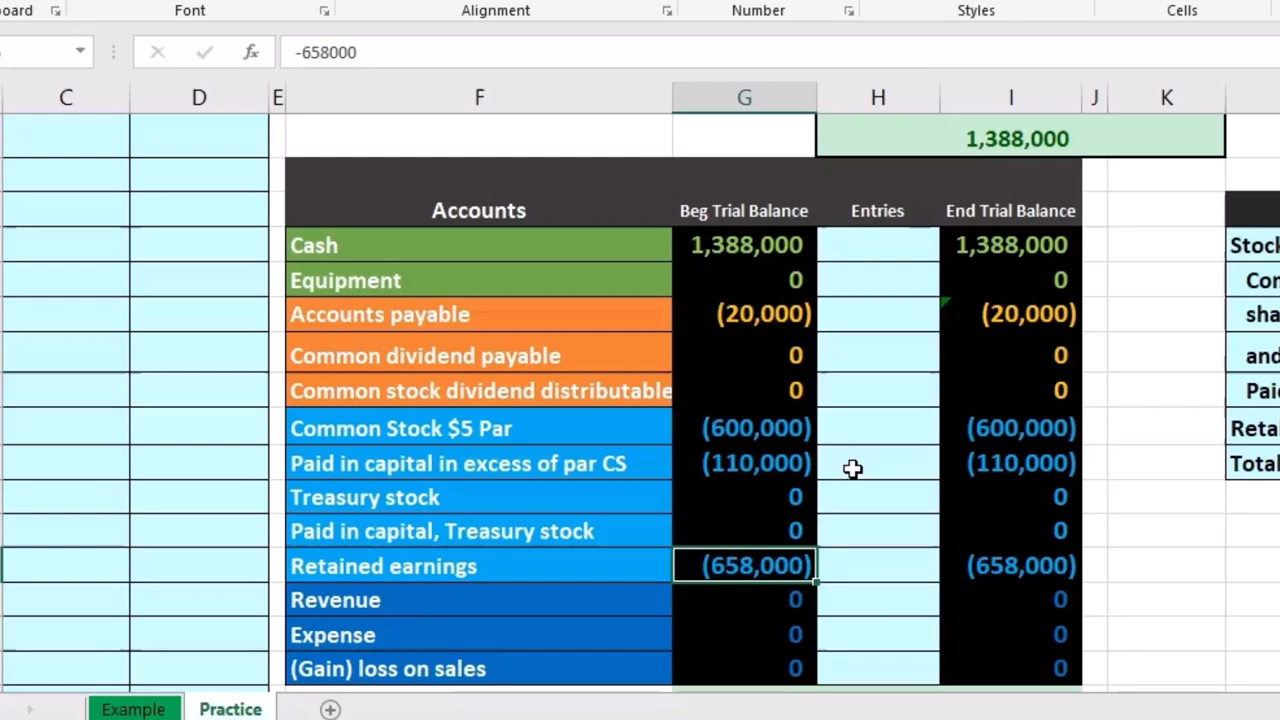 oard Font Alignment Number Styles Cells
-658000
C D E F G H I J K
1,388,000
Accounts Beg Trial Balance Entries End Trial Balance
Cash 1,388,000 1,388,000 Stock
Equipment 0 0 Con
Accounts payable (20,000) (20,000) sha
Common dividend payable 0 0 and
Common stock dividend distributable 0 0 Paid
Common Stock $5 Par (600,000) (600,000) Reta
Paid in capital in excess of par CS (110,000) (110,000) Total
Treasury stock 0 0
Paid in capital, Treasury stock 0 0
Retained earnings (658,000) (658,000)
Revenue 0 0
Expense 0 0
(Gain) loss on sales 0 0
Example Practice